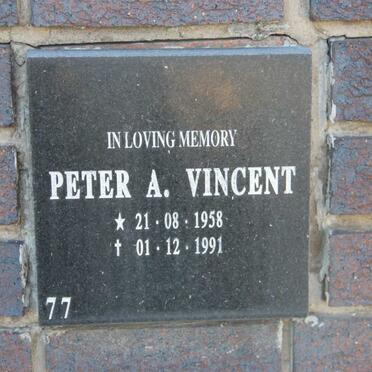 IN LOVING MEMORY
PETER A. VINCENT
★ 21 · 08 · 1958
† 01 · 12 · 1991
77